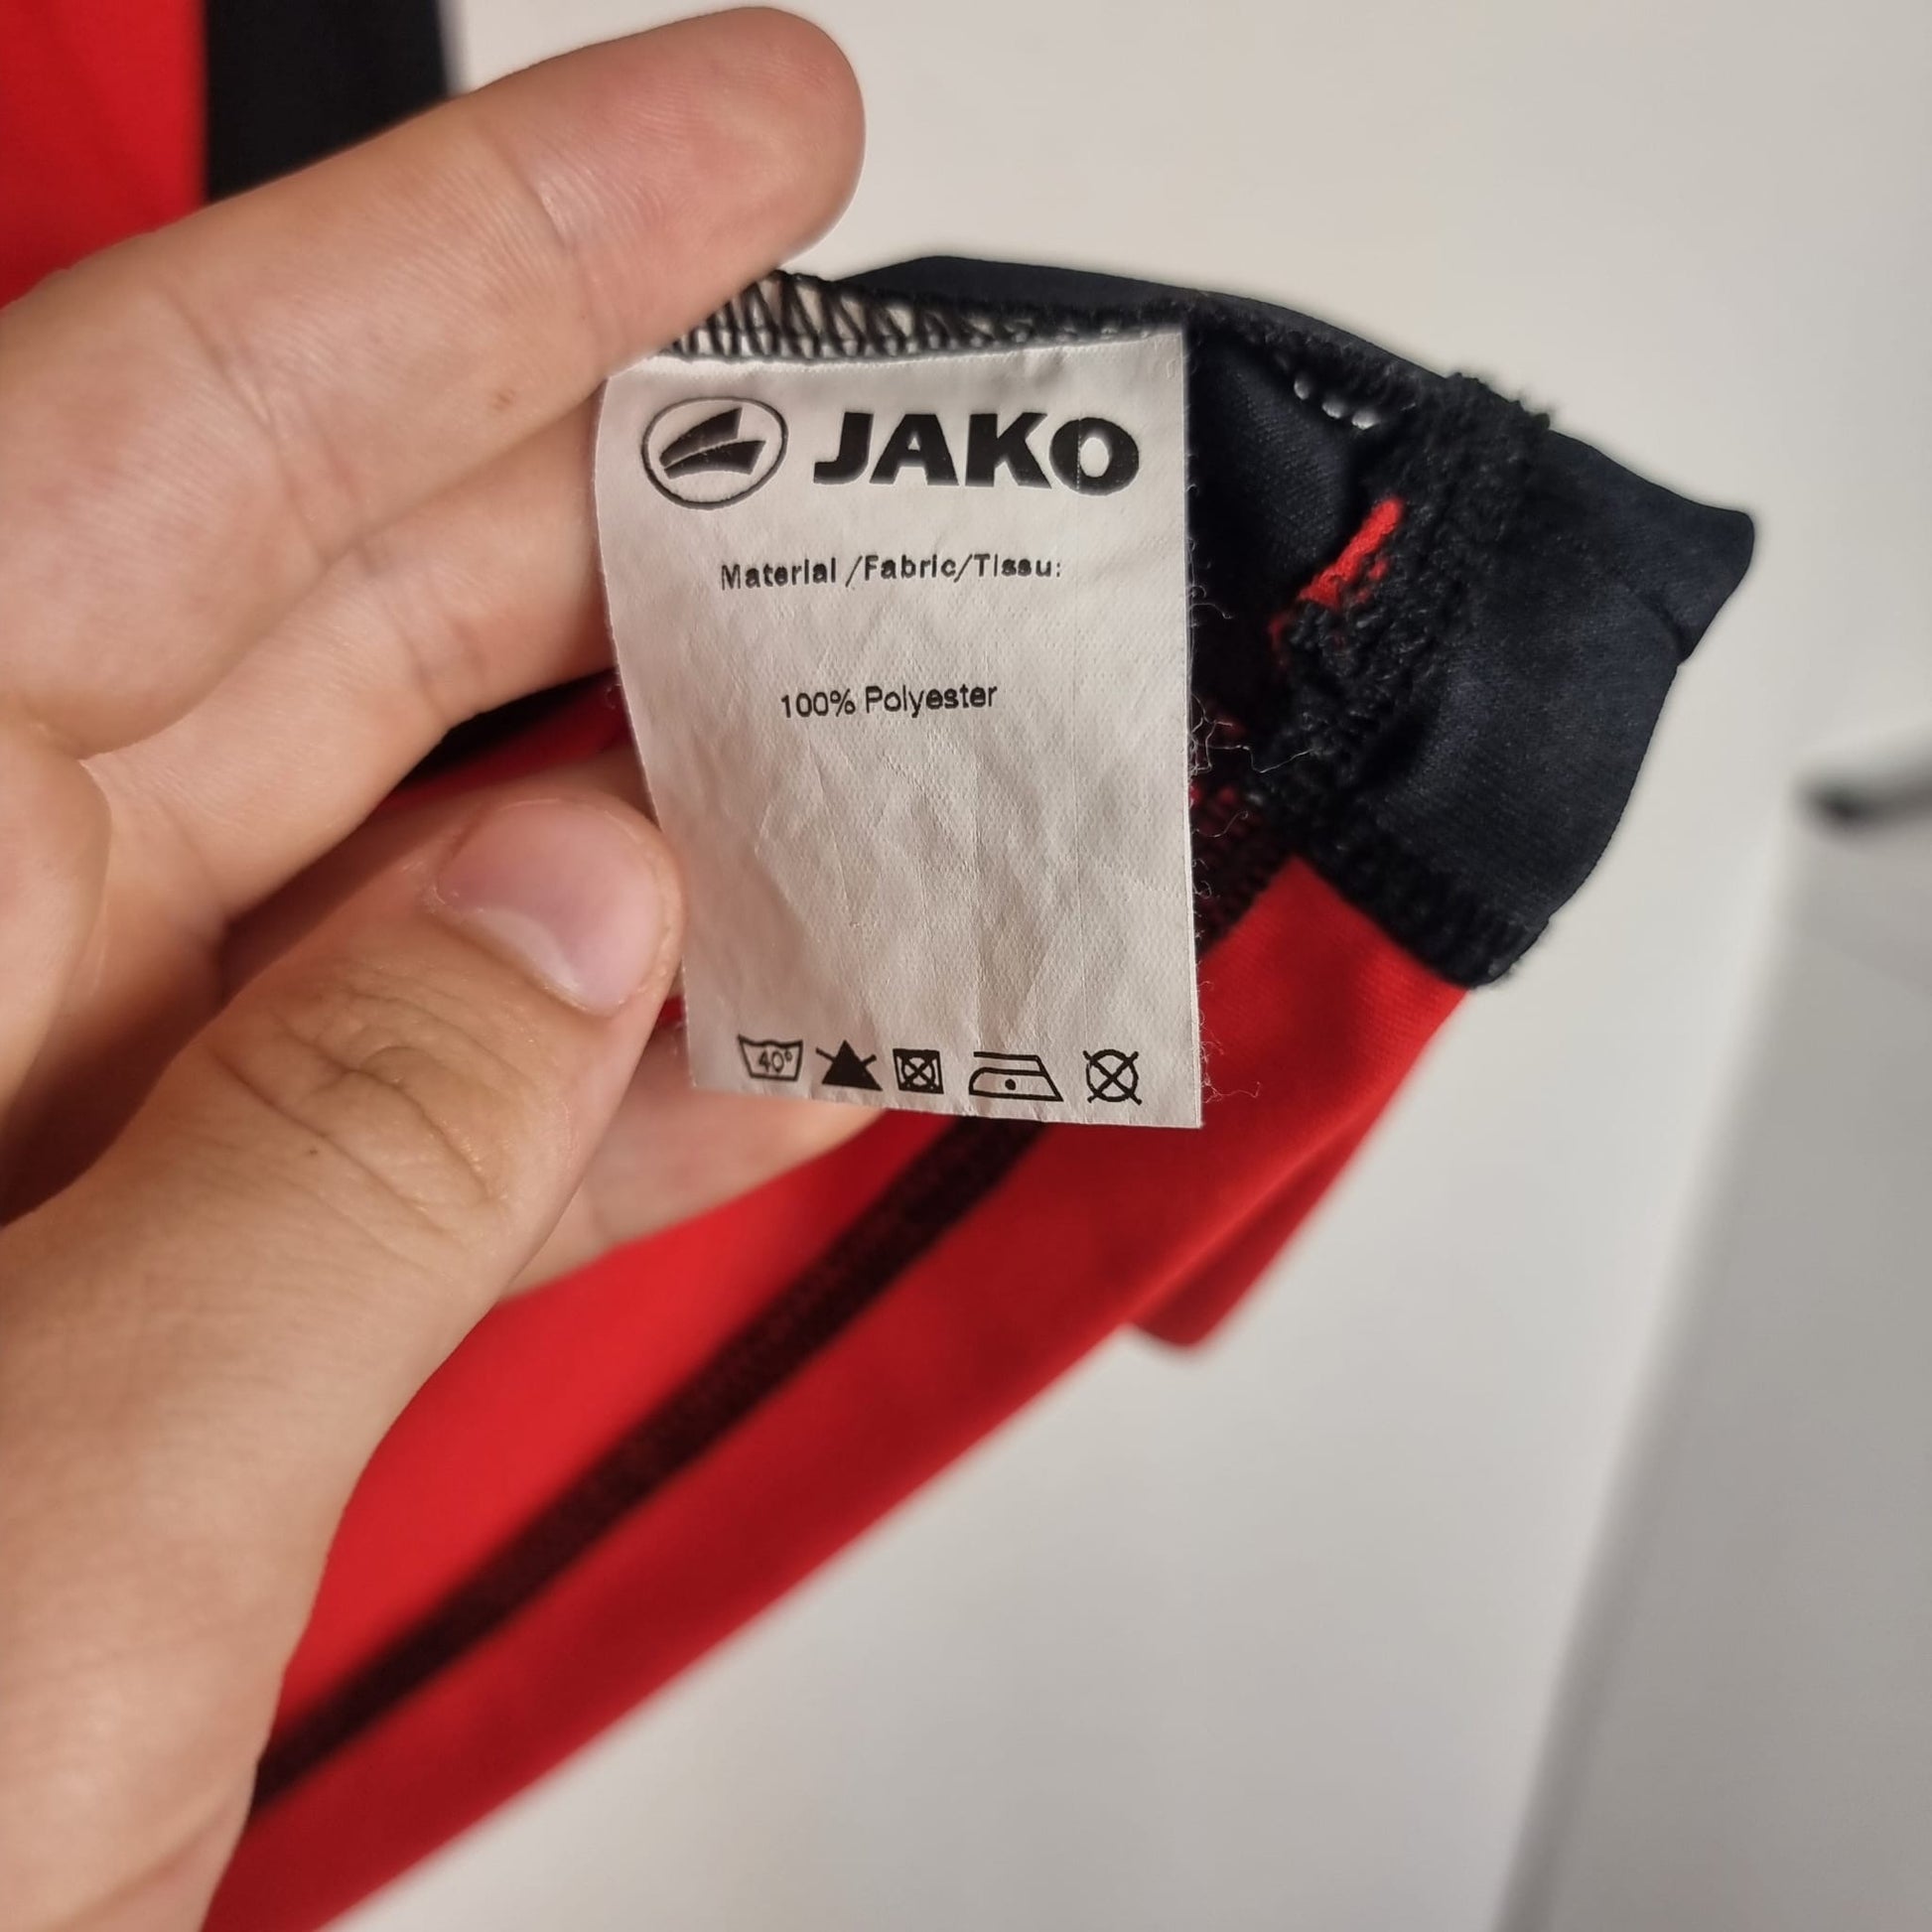 JAKO
Material /Fabric/Tissu:
100% Polyester
40°